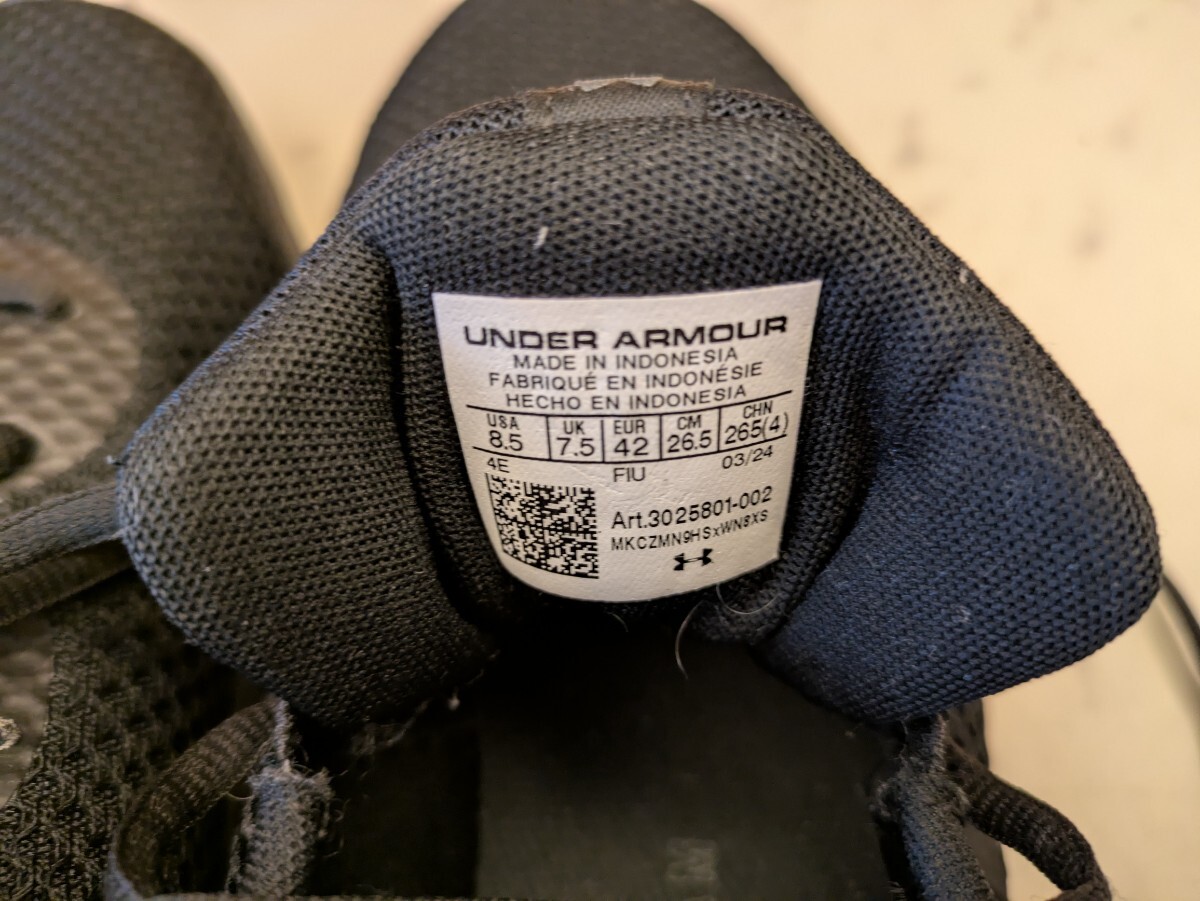 UNDER ARMOUR
MADE IN INDONESIA
FABRIQUÉ EN INDONÉSIE
HECHO EN INDONESIA
USA UK EUR CM CHN
8.5 7.5 42 26.5 265(4)
4E FIU 03/24
Art.3025801-002
MKCZMN9HSxWN8XS